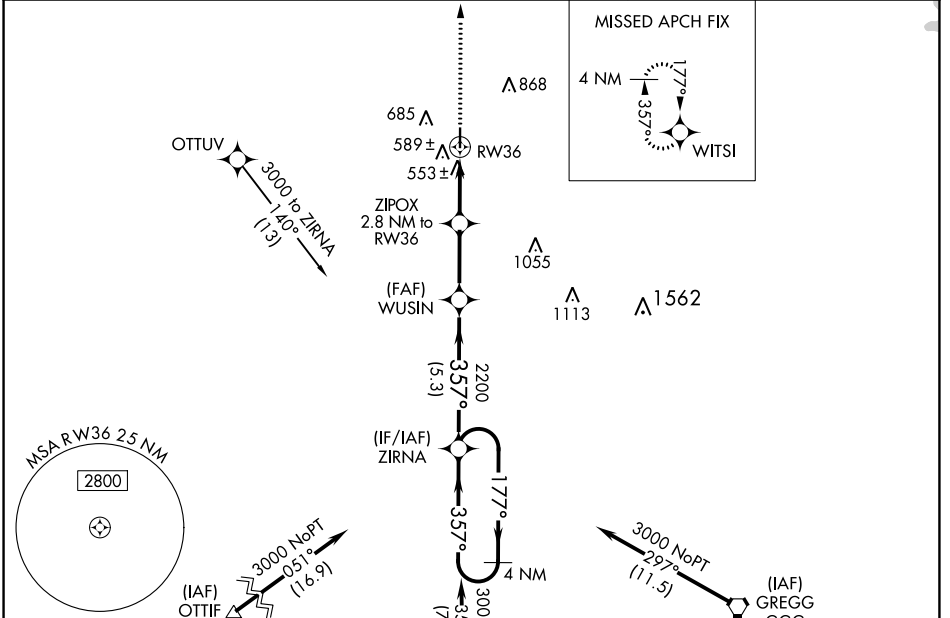 MISSED APCH FIX
4 NM
177°
357°
WITSI
868
685
589 ±
RW36
553 ±
OTTUV
3000 to ZIRNA
140°
(13)
ZIPOX
2.8 NM to
RW36
1055
(FAF)
WUSIN
1113
1562
2200
357°
(5.3)
(IF/IAF)
ZIRNA
MSA RW36 25 NM
2800
177°
357°
4 NM
3000 NoPT
051°
(16.9)
(IAF)
OTTIF
3000 NoPT
297°
(11.5)
(IAF)
GREGG